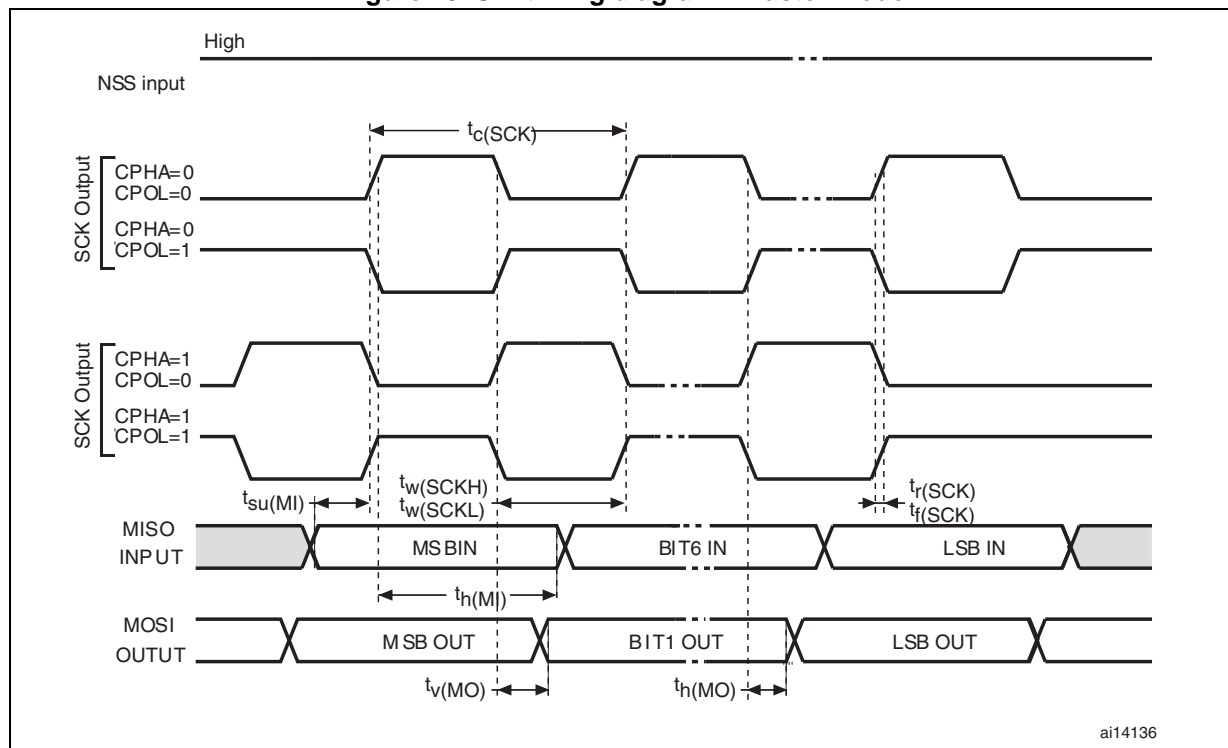 High
NSS input
tc(SCK)
SCK Output
CPHA=0
CPOL=0
CPHA=0
CPOL=1
SCK Output
CPHA=1
CPOL=0
CPHA=1
CPOL=1
tsu(MI)
tw(SCKH)
tw(SCKL)
tr(SCK)
tf(SCK)
MISO
INPUT
MSBIN
BIT6 IN
LSB IN
th(MI)
MOSI
OUTUT
MSB OUT
BIT1 OUT
LSB OUT
tv(MO)
th(MO)
ai14136